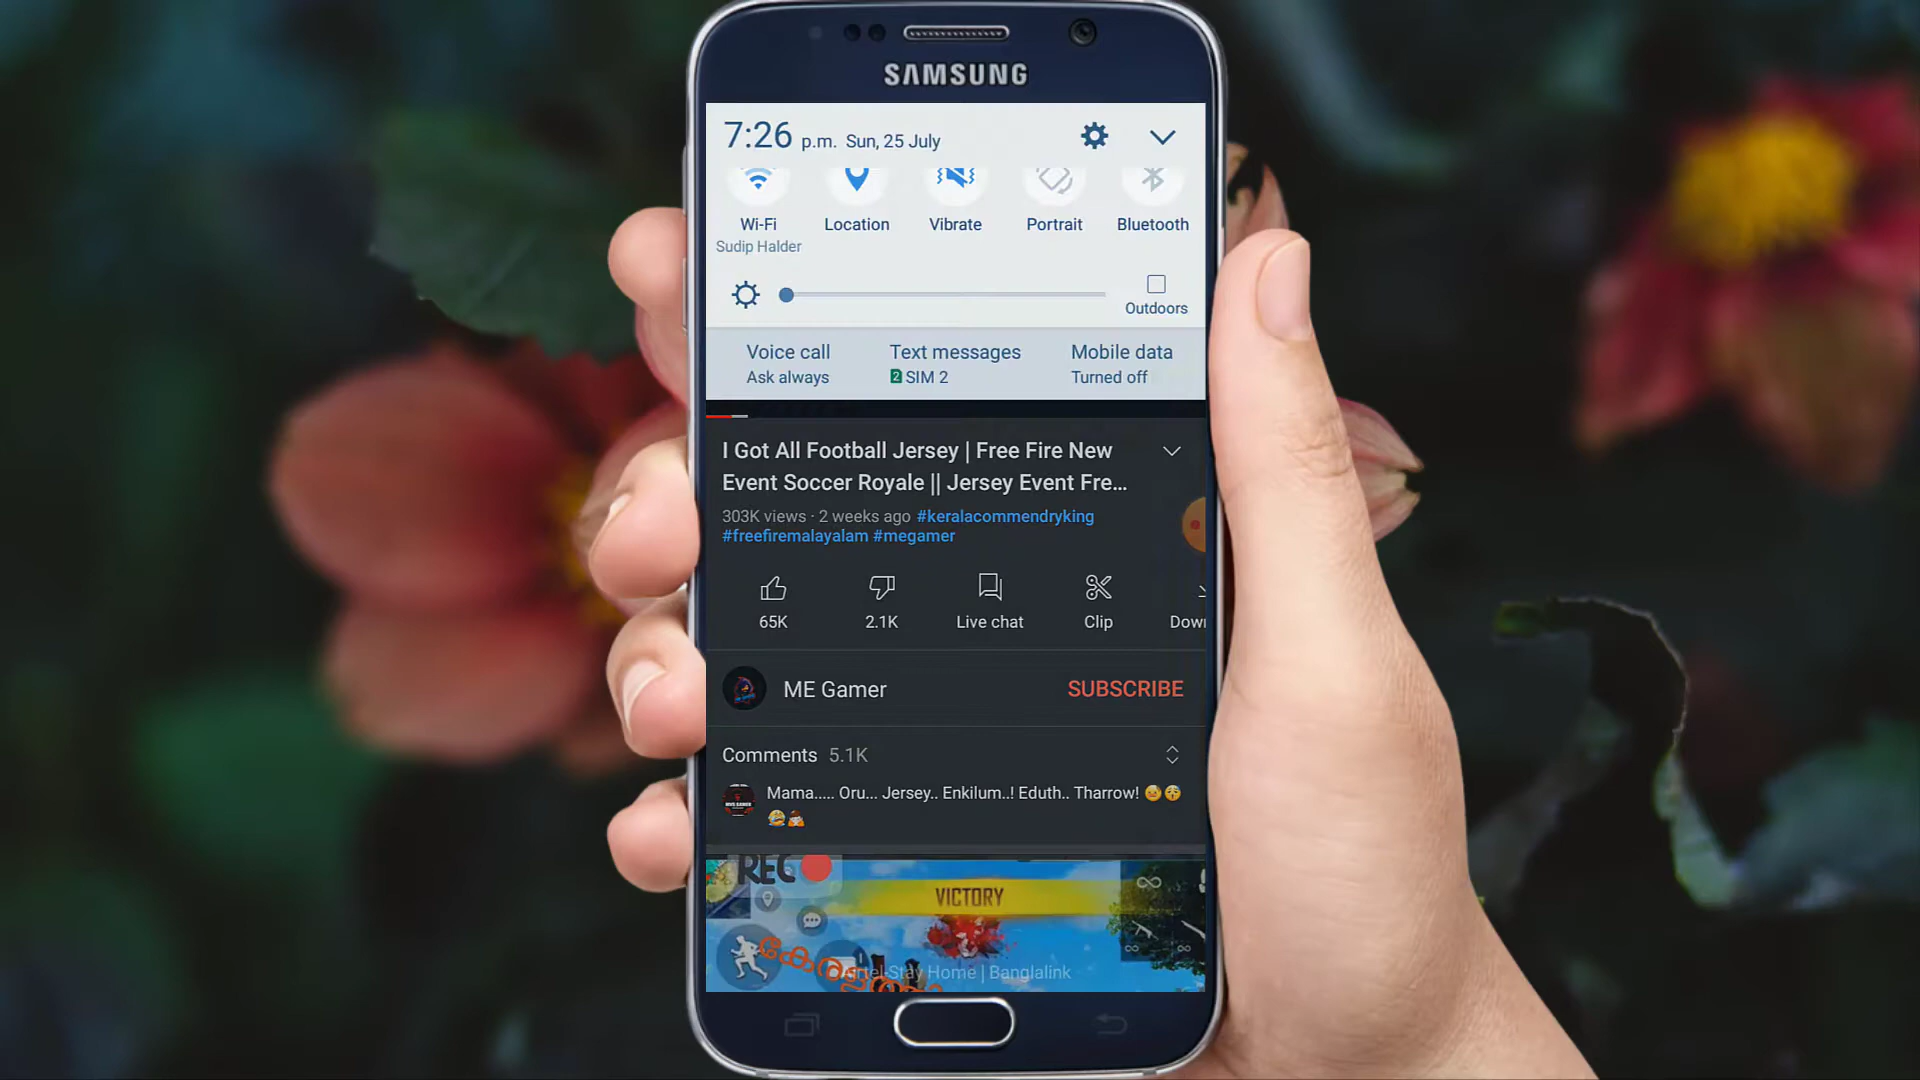 SAMSUNG
7:26 p.m. Sun, 25 July
Wi-Fi Location Vibrate Portrait Bluetooth
Sudip Halder
Outdoors
Voice call Text messages Mobile data
Ask always 2 SIM 2 Turned off
I Got All Football Jersey | Free Fire New
Event Soccer Royale || Jersey Event Fre...
303K views · 2 weeks ago #keralacommendryking
#freefiremalayalam #megamer
65K 2.1K Live chat Clip Down
ME Gamer SUBSCRIBE
Comments 5.1K
Mama..... Oru... Jersey.. Enkilum..! Eduth.. Tharrow!
REC
VICTORY
Stay Home | Banglalink